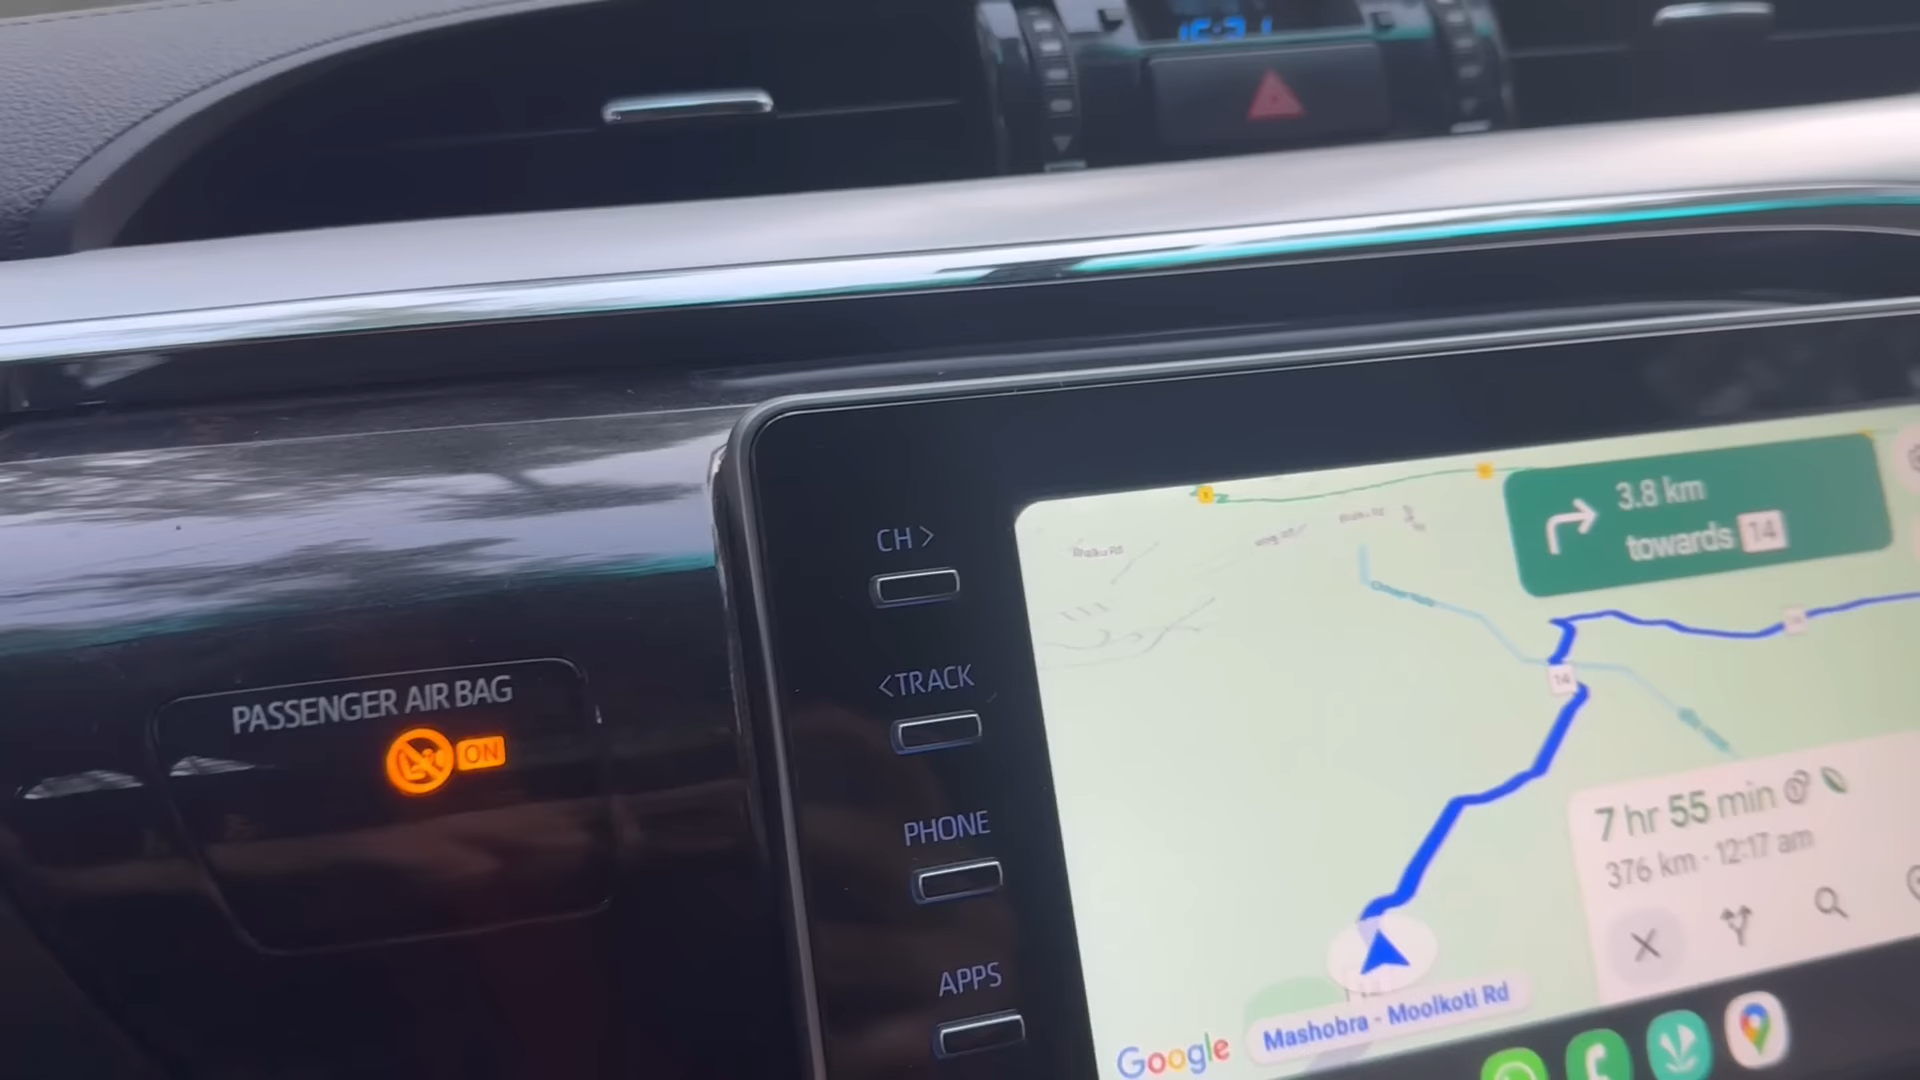 CH >
<TRACK
PHONE
APPS
PASSENGER AIR BAG
ON
3.8 km
towards 14
14
7 hr 55 min
376 km · 12:17 am
Mashobra - Moolkoti Rd
Google